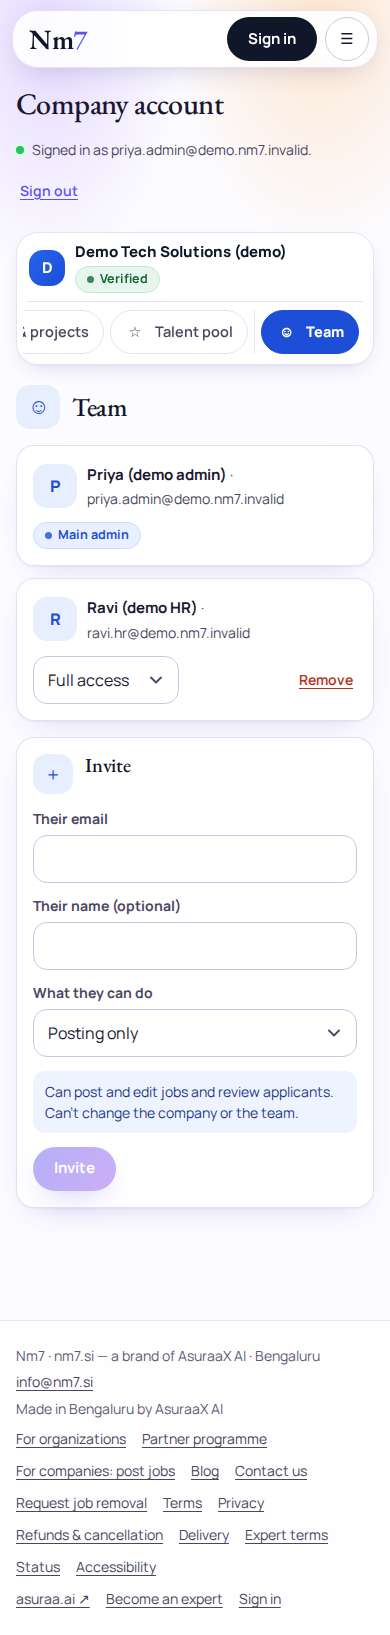 Nm7
Sign in
☰
Company account
Signed in as priya.admin@demo.nm7.invalid.
Sign out
D
Demo Tech Solutions (demo)
Verified
& projects
☆ Talent pool
☺ Team
☺ Team
P
Priya (demo admin) ·
priya.admin@demo.nm7.invalid
Main admin
R
Ravi (demo HR) ·
ravi.hr@demo.nm7.invalid
Full access
Remove
+ Invite
Their email
Their name (optional)
What they can do
Posting only
Can post and edit jobs and review applicants.
Can't change the company or the team.
Invite
Nm7 · nm7.si — a brand of AsuraaX AI · Bengaluru
info@nm7.si
Made in Bengaluru by AsuraaX AI
For organizations Partner programme
For companies: post jobs Blog Contact us
Request job removal Terms Privacy
Refunds & cancellation Delivery Expert terms
Status Accessibility
asuraa.ai ↗ Become an expert Sign in